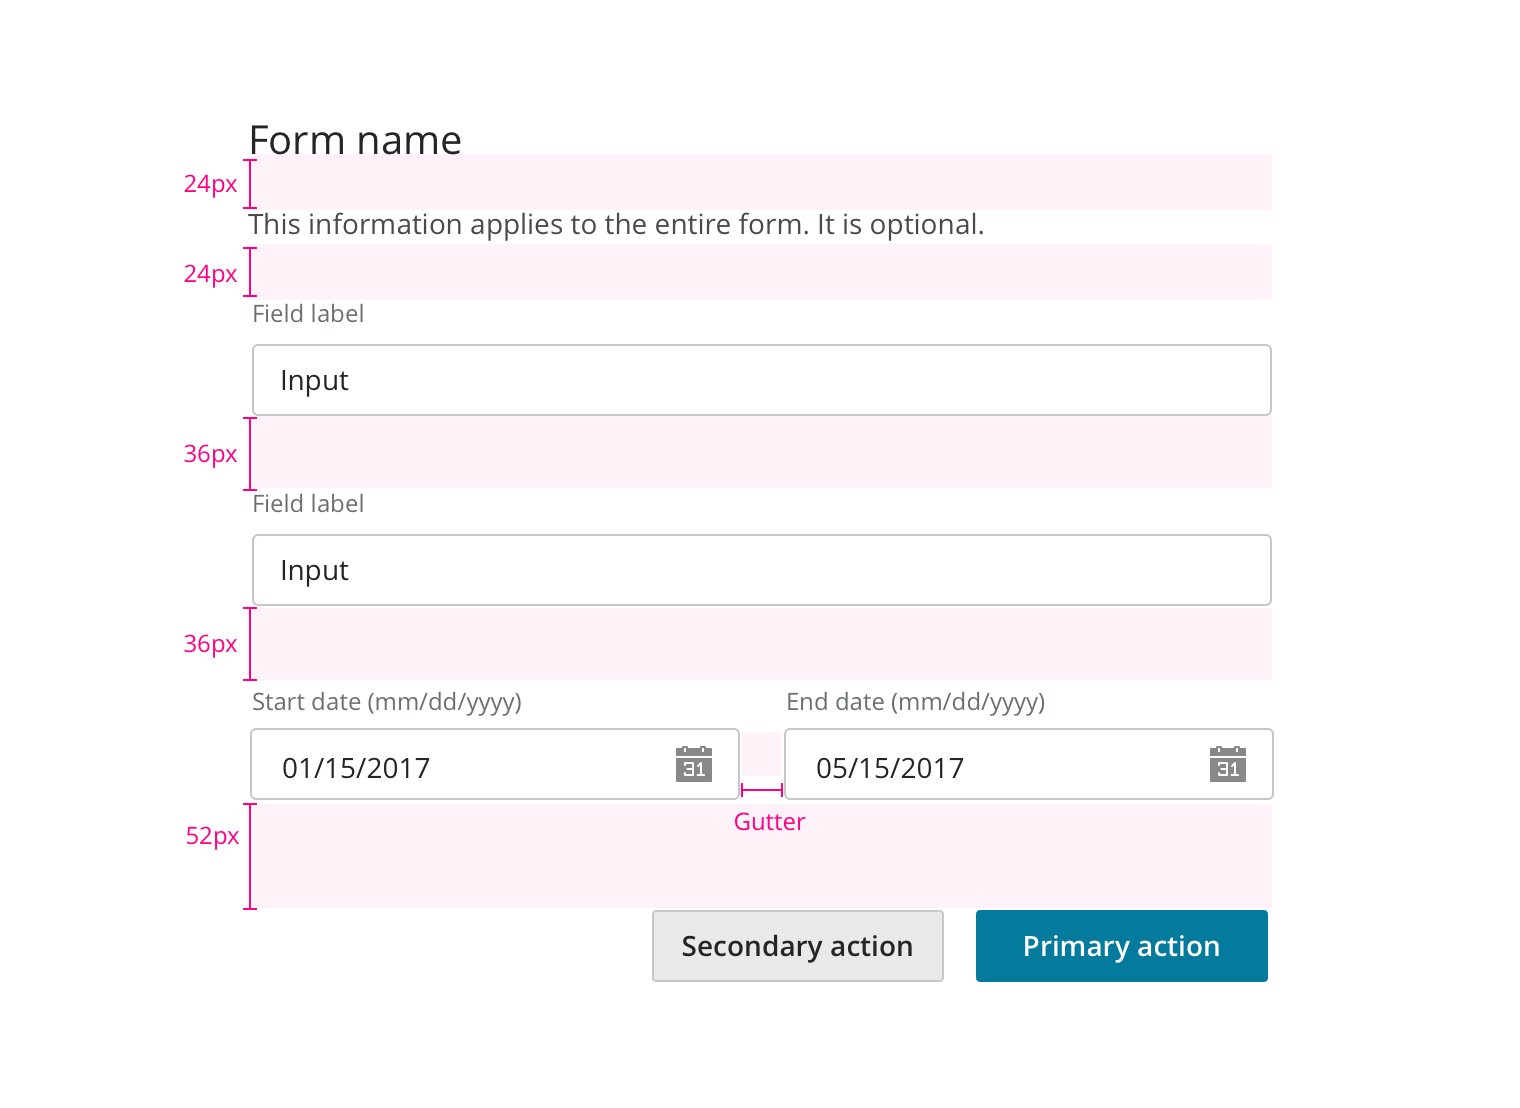 Form name
24px
This information applies to the entire form. It is optional.
24px
Field label
Input
36px
Field label
Input
36px
Start date (mm/dd/yyyy) End date (mm/dd/yyyy)
01/15/2017 31 05/15/2017 31
Gutter
52px
Secondary action Primary action